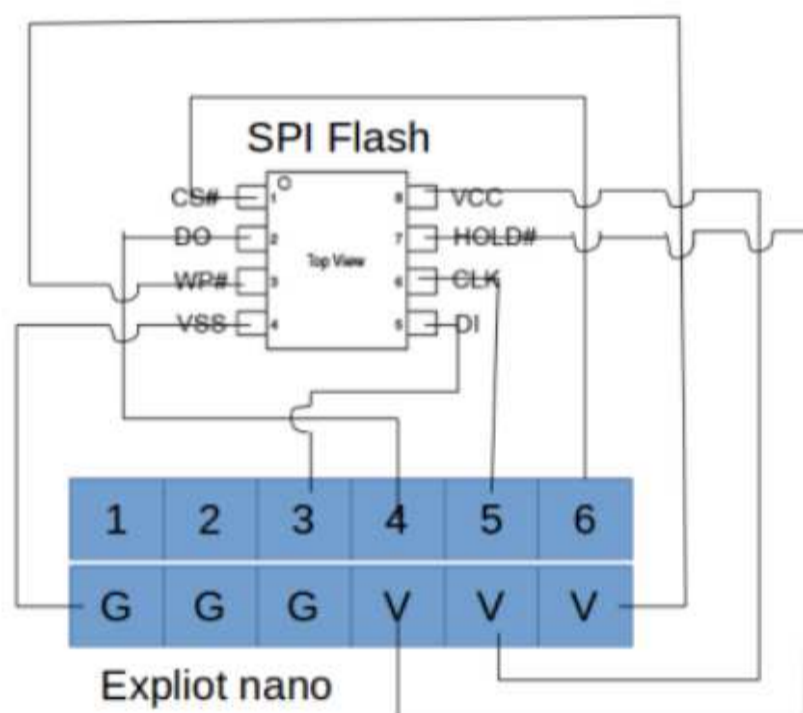 SPI Flash
CS# 1 8 VCC
DO 2 7 HOLD#
Top View
WP# 3 6 CLK
VSS 4 5 DI
1 2 3 4 5 6
G G G V V V
Expliot nano